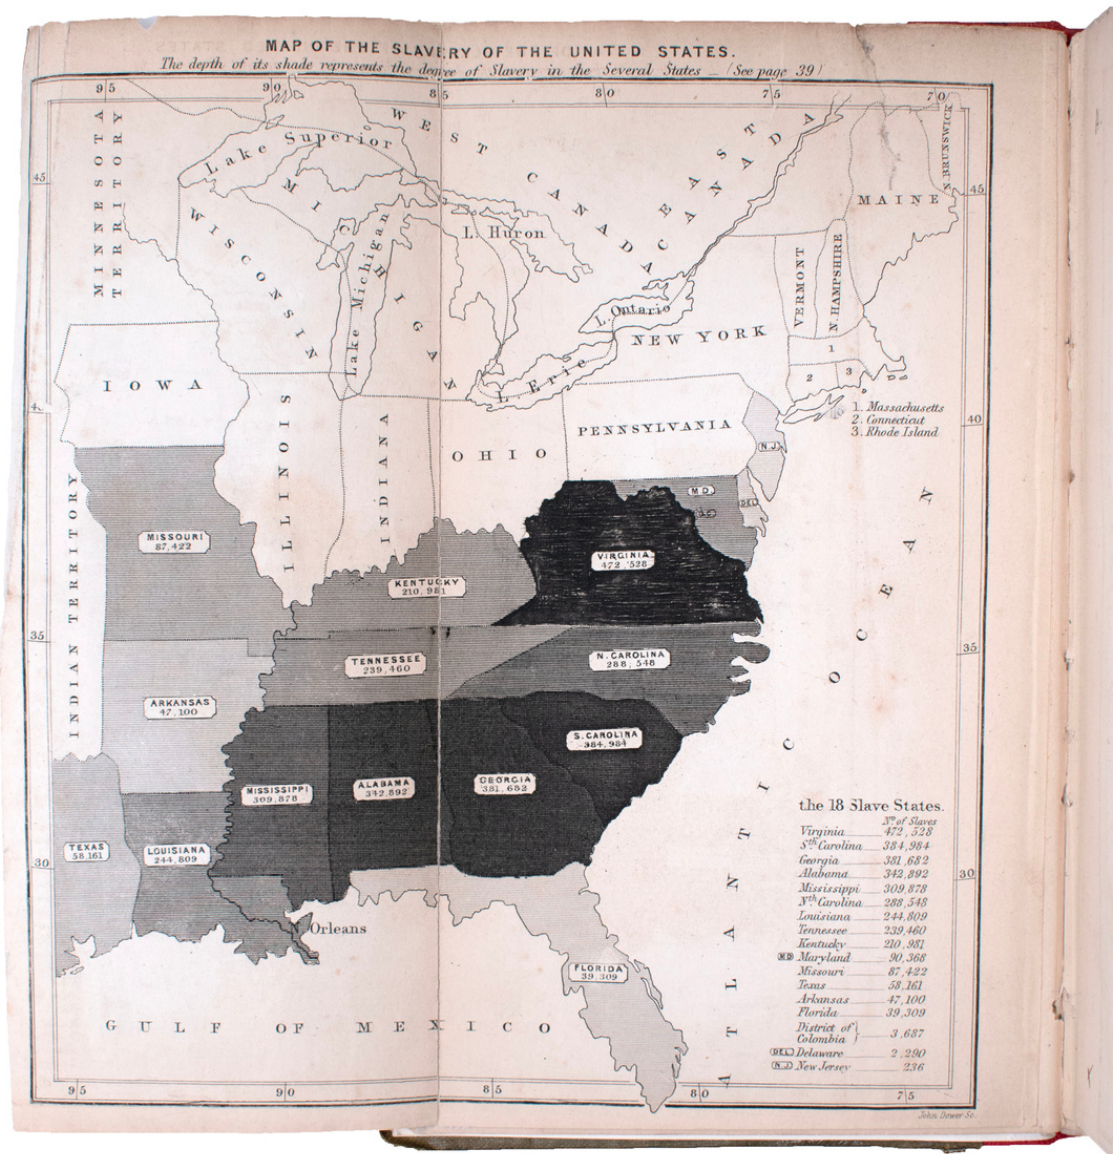 MAP OF THE SLAVERY OF THE UNITED STATES.
The depth of its shade represents the degree of Slavery in the Several States _ (See page 39)
95 90 85 80 75 70
45
45
MINNESOTA TERRITORY
Lake Superior
WEST CANADA
EAST CANADA
N. BRUNSWICK
MAINE
WISCONSIN
MICHIGAN
Lake Michigan
L. Huron
L. Ontario
L. Erie
NEW YORK
VERMONT
N. HAMPSHIRE
1
2 3
IOWA
ILLINOIS
INDIANA
OHIO
PENNSYLVANIA
1. Massachusetts
2. Connecticut
3. Rhode Island
40
N.J.
MD
DEL
INDIAN TERRITORY
MISSOURI
87,422
KENTUCKY
210,981
VIRGINIA
472,528
35
35
TENNESSEE
239,460
N. CAROLINA
288,548
ARKANSAS
47,100
S. CAROLINA
384,984
MISSISSIPPI
309,878
ALABAMA
342,892
GEORGIA
381,682
TEXAS
58,161
LOUISIANA
244,809
30
30
N. Orleans
FLORIDA
39,309
GULF OF MEXICO
ATLANTIC OCEAN
the 18 Slave States.
No. of Slaves
Virginia 472,528
Sth Carolina 384,984
Georgia 381,682
Alabama 342,892
Mississippi 309,878
Nth Carolina 288,548
Louisiana 244,809
Tennessee 239,460
Kentucky 210,981
MD Maryland 90,368
Missouri 87,422
Texas 58,161
Arkansas 47,100
Florida 39,309
District of
Colombia 3,687
DEL Delaware 2,290
N.J. New Jersey 236
95 90 85 80 75
John Dower Sc.